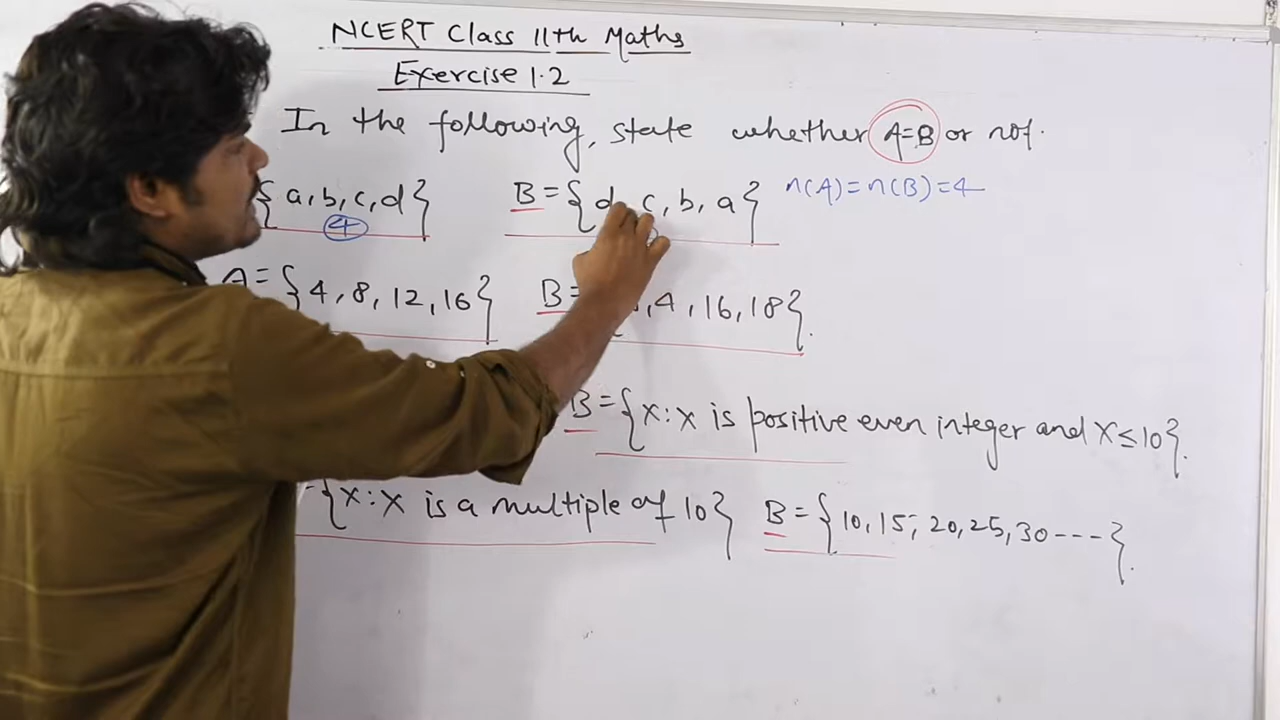 NCERT Class 11th Maths
Exercise 1.2
In the following, state whether A=B or not.
{a, b, c, d} B = {d, c, b, a} n(A) = n(B) = 4
4
A = {4, 8, 12, 16} B = , 4, 16, 18}.
B = {x : x is positive even integer and x ≤ 10}.
= {x : x is a multiple of 10} B = {10, 15, 20, 25, 30 ---}.